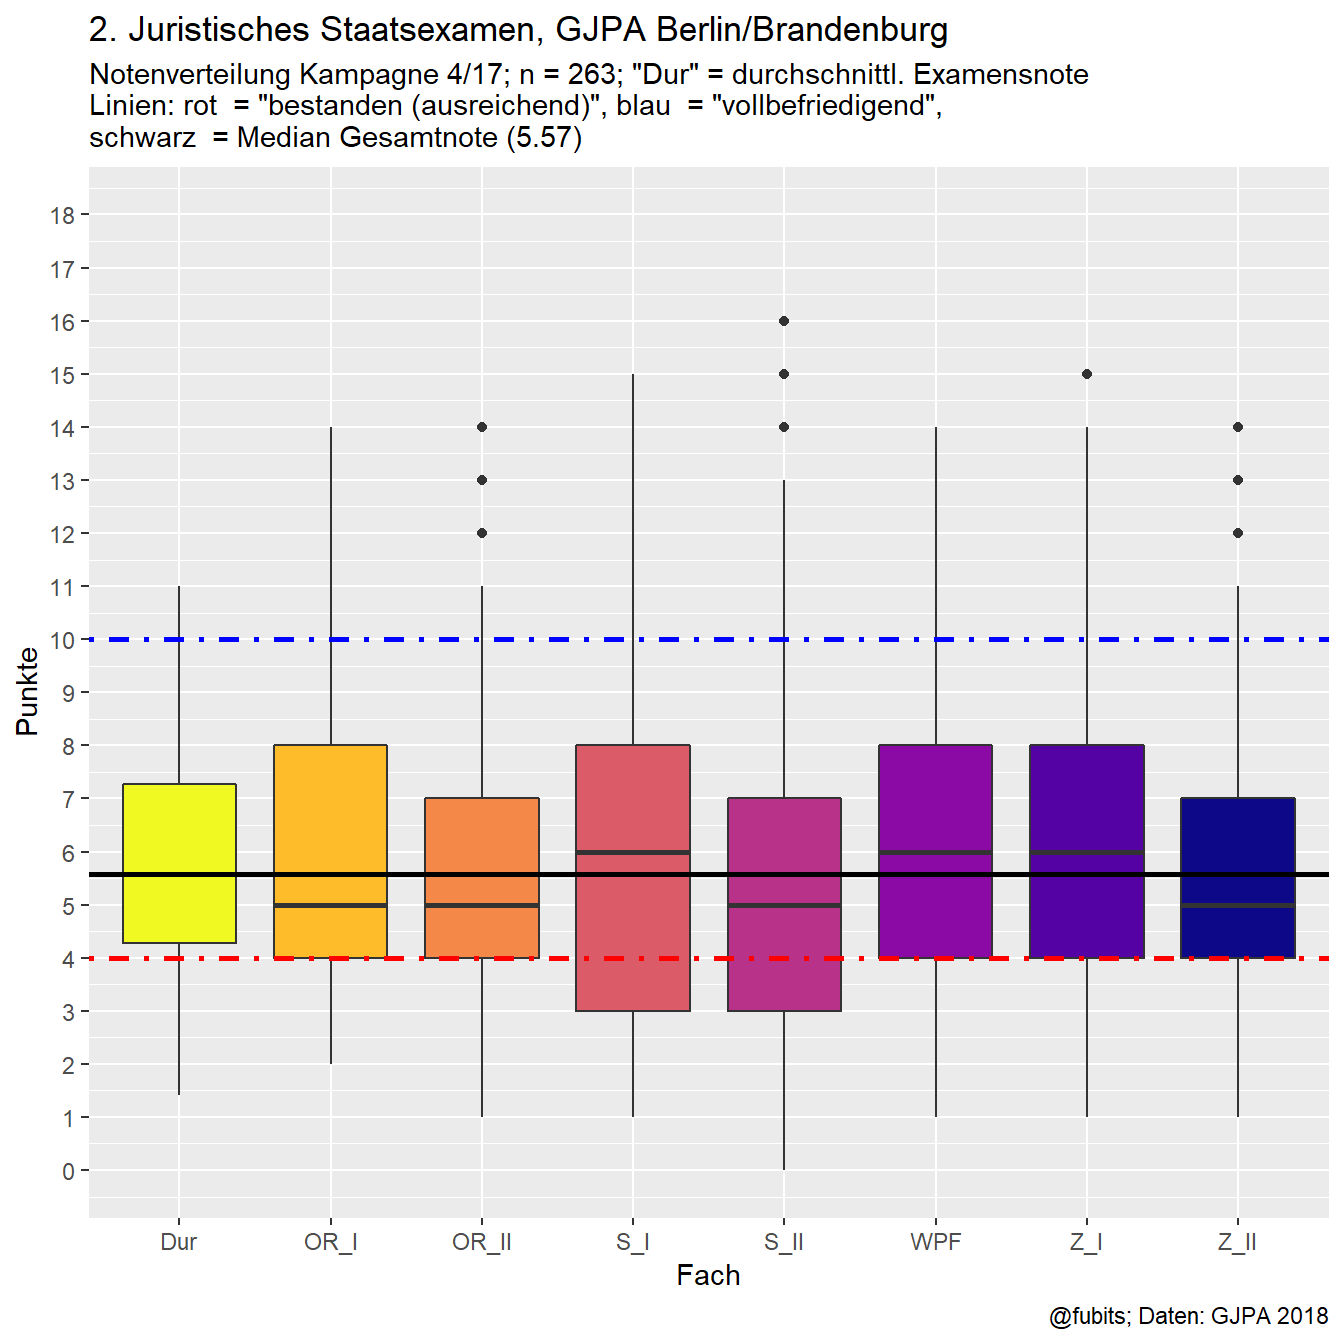 2. Juristisches Staatsexamen, GJPA Berlin/Brandenburg
Notenverteilung Kampagne 4/17; n = 263; "Dur" = durchschnittl. Examensnote
Linien: rot  = "bestanden (ausreichend)", blau  = "vollbefriedigend",
schwarz  = Median Gesamtnote (5.57)
18
17
16
15
14
13
12
11
10
9
8
7
6
5
4
3
2
1
0
Punkte
Dur OR_I OR_II S_I S_II WPF Z_I Z_II
Fach
@fubits; Daten: GJPA 2018